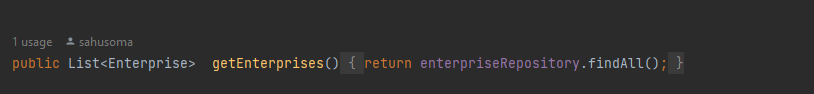 1 usage sahusoma
public List<Enterprise> getEnterprises() { return enterpriseRepository.findAll(); }